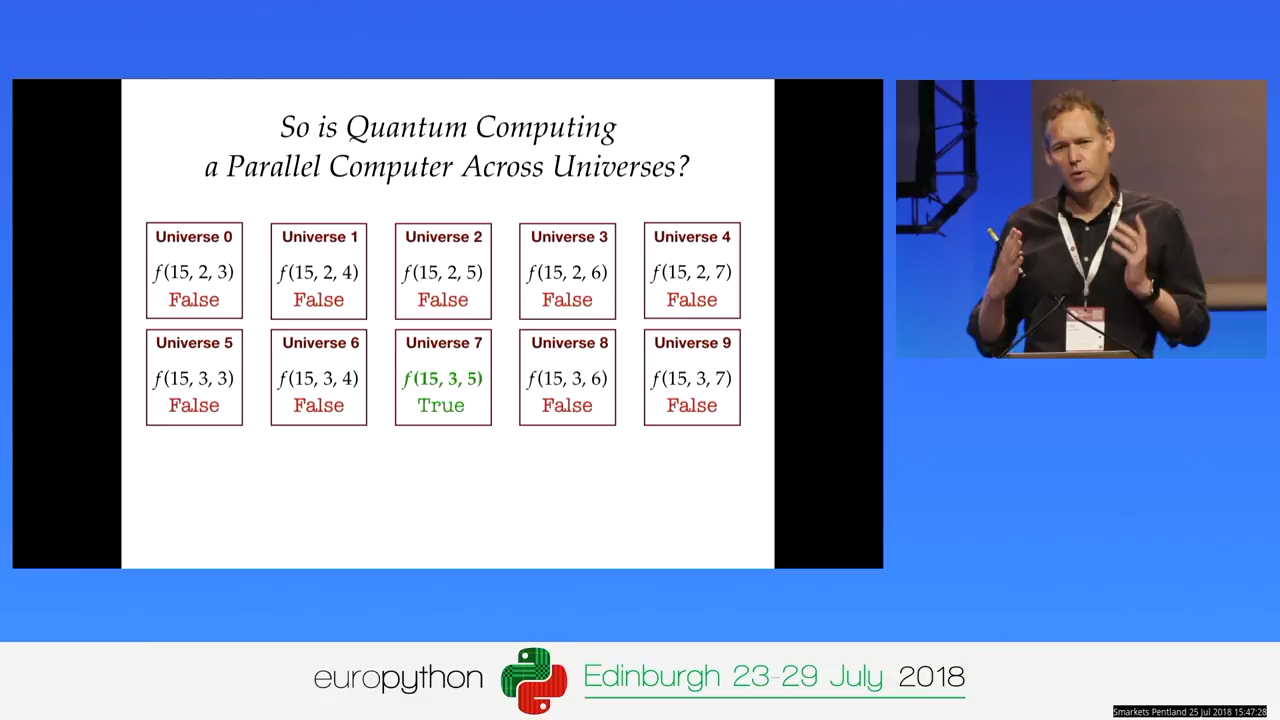 So is Quantum Computing
a Parallel Computer Across Universes?
Universe 0
Universe 1
Universe 2
Universe 3
Universe 4
f(15, 2, 3)
f(15, 2, 4)
f(15, 2, 5)
f(15, 2, 6)
f(15, 2, 7)
False
False
False
False
False
Universe 5
Universe 6
Universe 7
Universe 8
Universe 9
f(15, 3, 3)
f(15, 3, 4)
f(15, 3, 5)
f(15, 3, 6)
f(15, 3, 7)
False
False
True
False
False
europython
Edinburgh 23-29 July 2018
Smarkets Pentland 25 Jul 2018 15:47:28